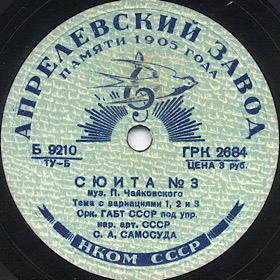 АПРЕЛЕВСКИЙ ЗАВОД
ПАМЯТИ 1905 ГОДА
Б 9210
ТУ-Б
ГРК 2684
ЦЕНА 3 руб.
СЮИТА № 3
муз. П. Чайковского
Тема с вариациями 1, 2 и 3
Орк. ГАБТ СССР под упр.
нар. арт. СССР
С. А. САМОСУДА
НКОМ СССР